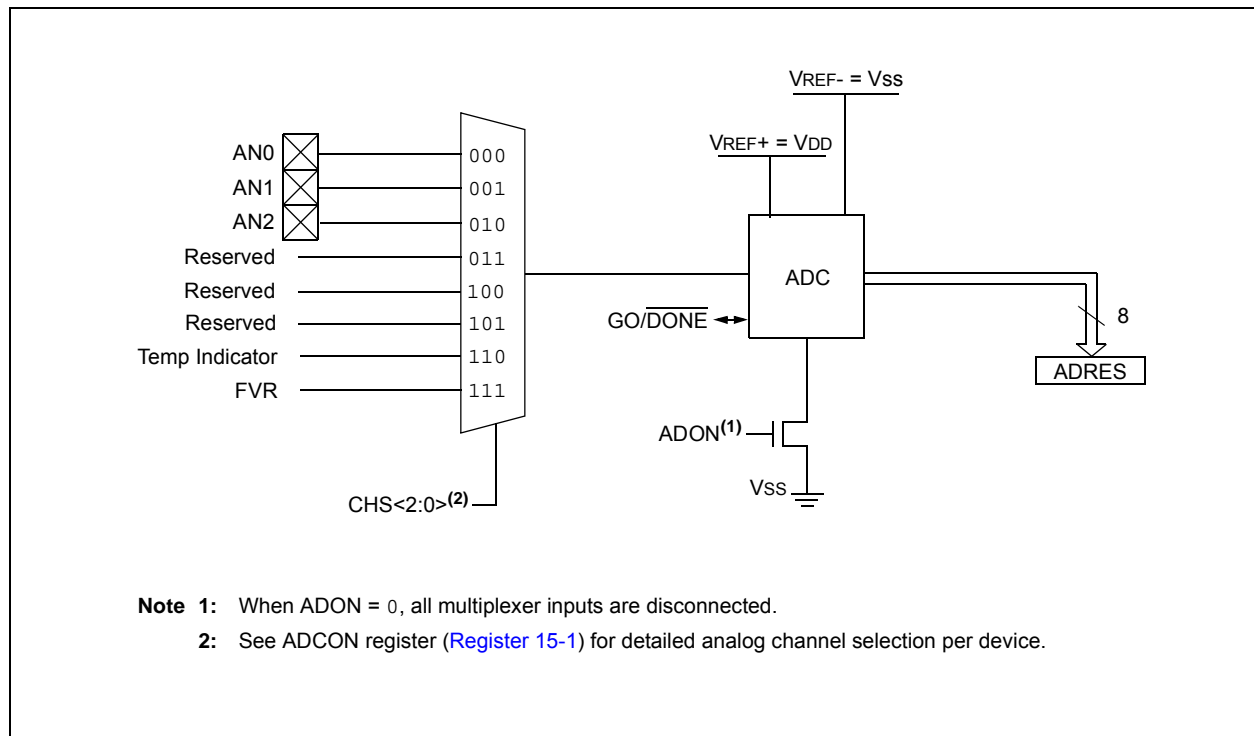 VREF- = Vss
VREF+ = VDD
AN0 000
AN1 001
AN2 010
Reserved 011
Reserved 100
Reserved 101
Temp Indicator 110
FVR 111
ADC
GO/DONE
8
ADRES
ADON(1)
Vss
CHS<2:0>(2)
Note 1: When ADON = 0, all multiplexer inputs are disconnected.
2: See ADCON register (Register 15-1) for detailed analog channel selection per device.